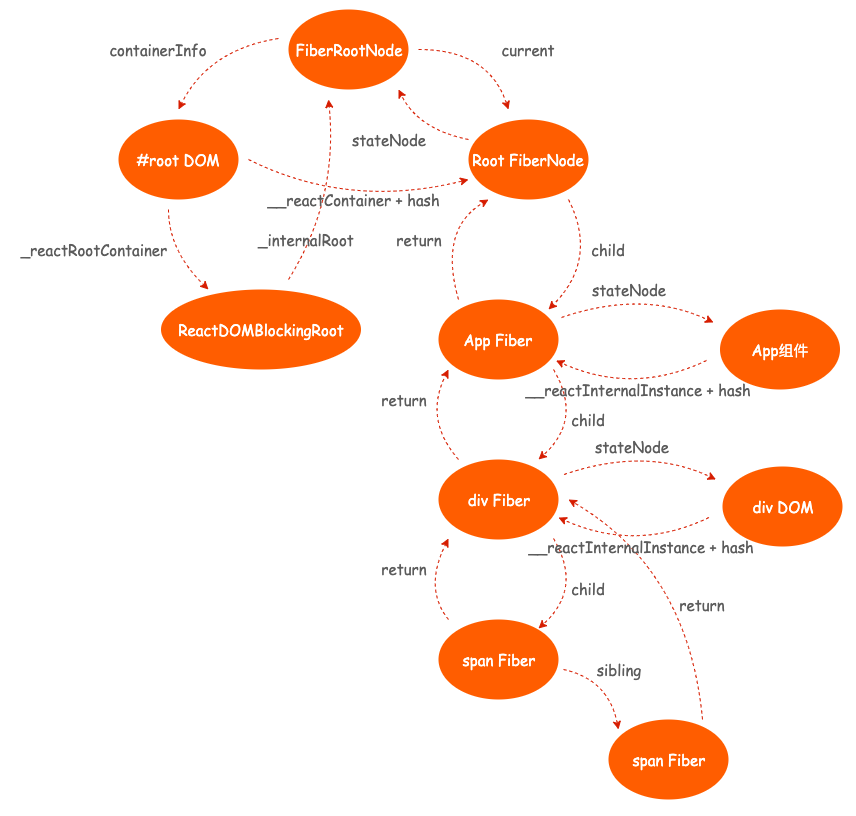 FiberRootNode
containerInfo
current
stateNode
#root DOM
Root FiberNode
__reactContainer + hash
_reactRootContainer
_internalRoot
return
child
ReactDOMBlockingRoot
stateNode
App Fiber
App组件
__reactInternalInstance + hash
return
child
stateNode
div Fiber
div DOM
__reactInternalInstance + hash
return
child
return
span Fiber
sibling
span Fiber